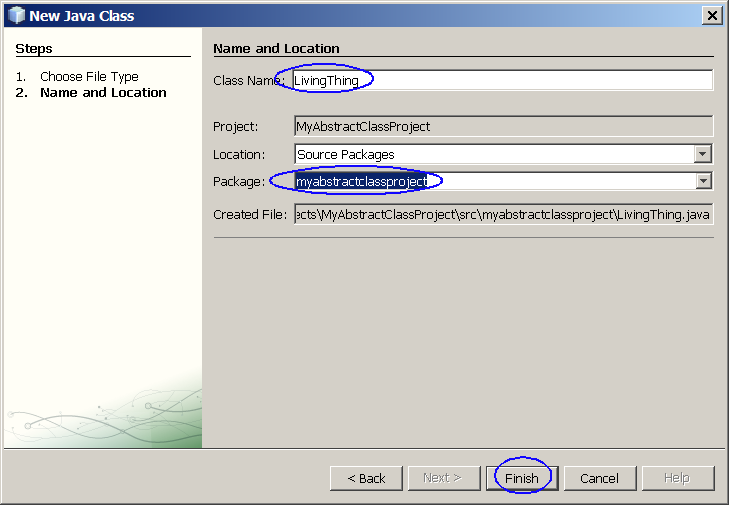 New Java Class
Steps
1. Choose File Type
2. Name and Location
Name and Location
Class Name: LivingThing
Project: MyAbstractClassProject
Location: Source Packages
Package: myabstractclassproject
Created File: ects\MyAbstractClassProject\src\myabstractclassproject\LivingThing.java
< Back Next > Finish Cancel Help